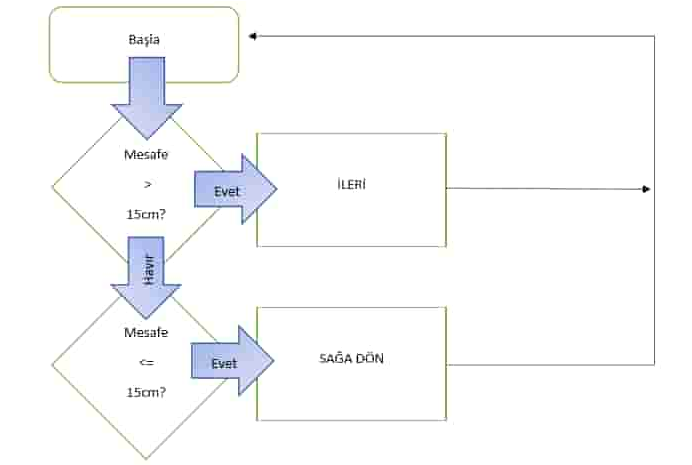 Başla
Mesafe
>
15cm?
Evet
İLERİ
Hayır
Mesafe
<=
15cm?
Evet
SAĞA DÖN